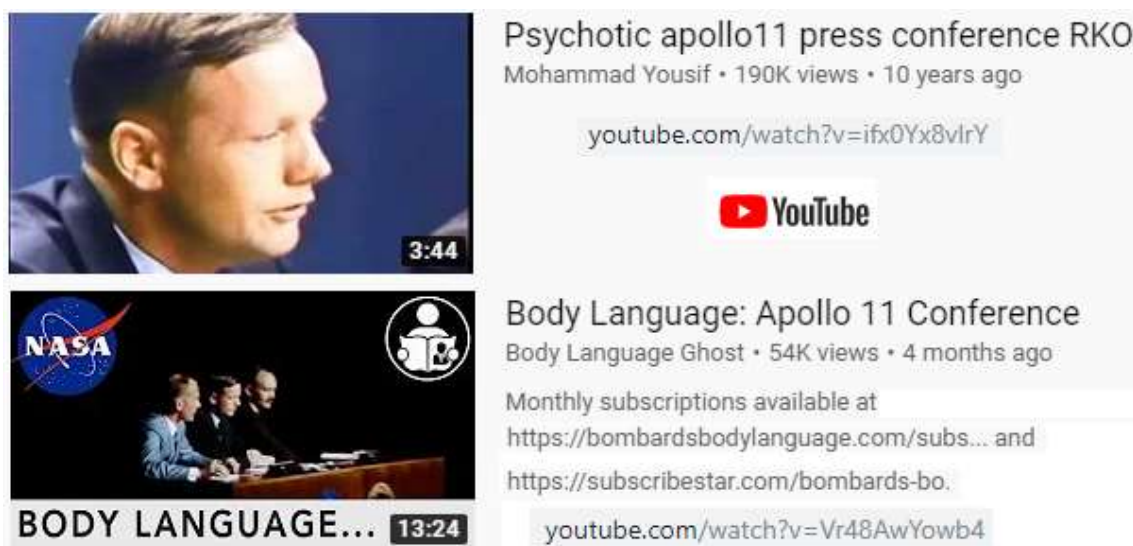 Psychotic apollo11 press conference RKO
Mohammad Yousif • 190K views • 10 years ago
youtube.com/watch?v=ifx0Yx8vIrY
YouTube
3:44
NASA
BODY LANGUAGE... 13:24
Body Language: Apollo 11 Conference
Body Language Ghost • 54K views • 4 months ago
Monthly subscriptions available at
https://bombardsbodylanguage.com/subs... and
https://subscribestar.com/bombards-bo.
youtube.com/watch?v=Vr48AwYowb4